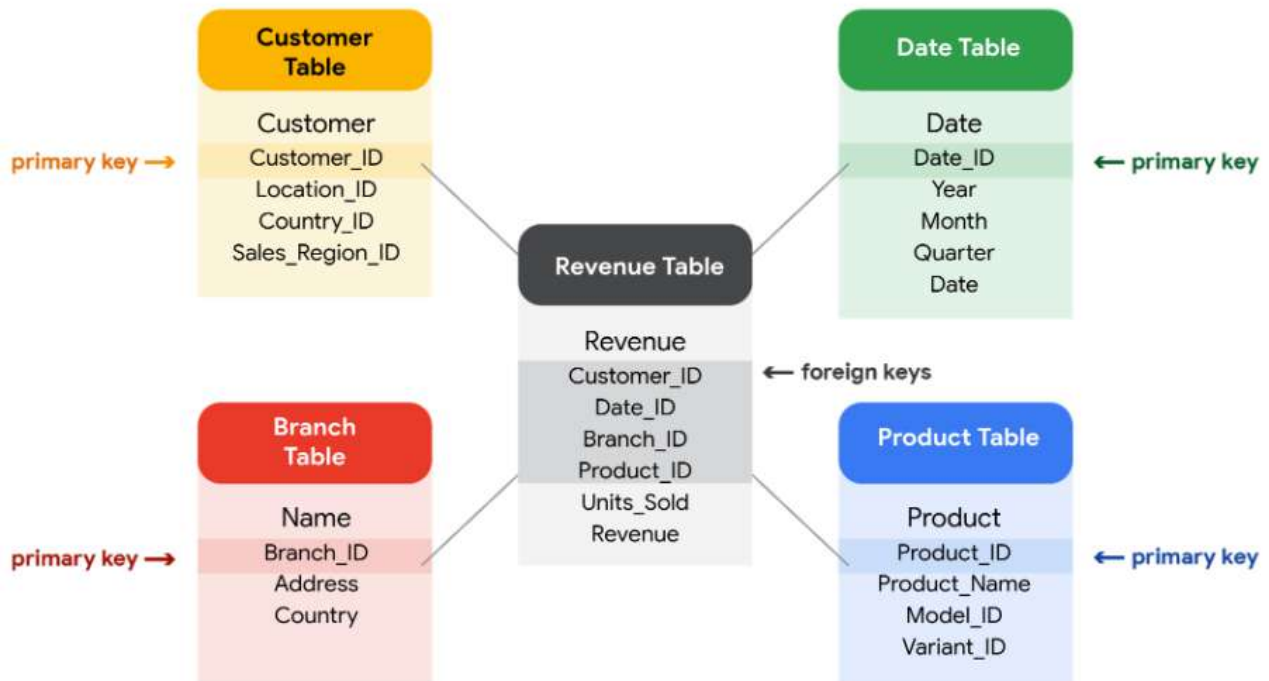 Customer
Table
Customer
primary key →
Customer_ID
Location_ID
Country_ID
Sales_Region_ID
Date Table
Date
Date_ID
← primary key
Year
Month
Quarter
Date
Revenue Table
Revenue
Customer_ID
← foreign keys
Date_ID
Branch_ID
Product_ID
Units_Sold
Revenue
Branch
Table
Name
primary key →
Branch_ID
Address
Country
Product Table
Product
Product_ID
← primary key
Product_Name
Model_ID
Variant_ID